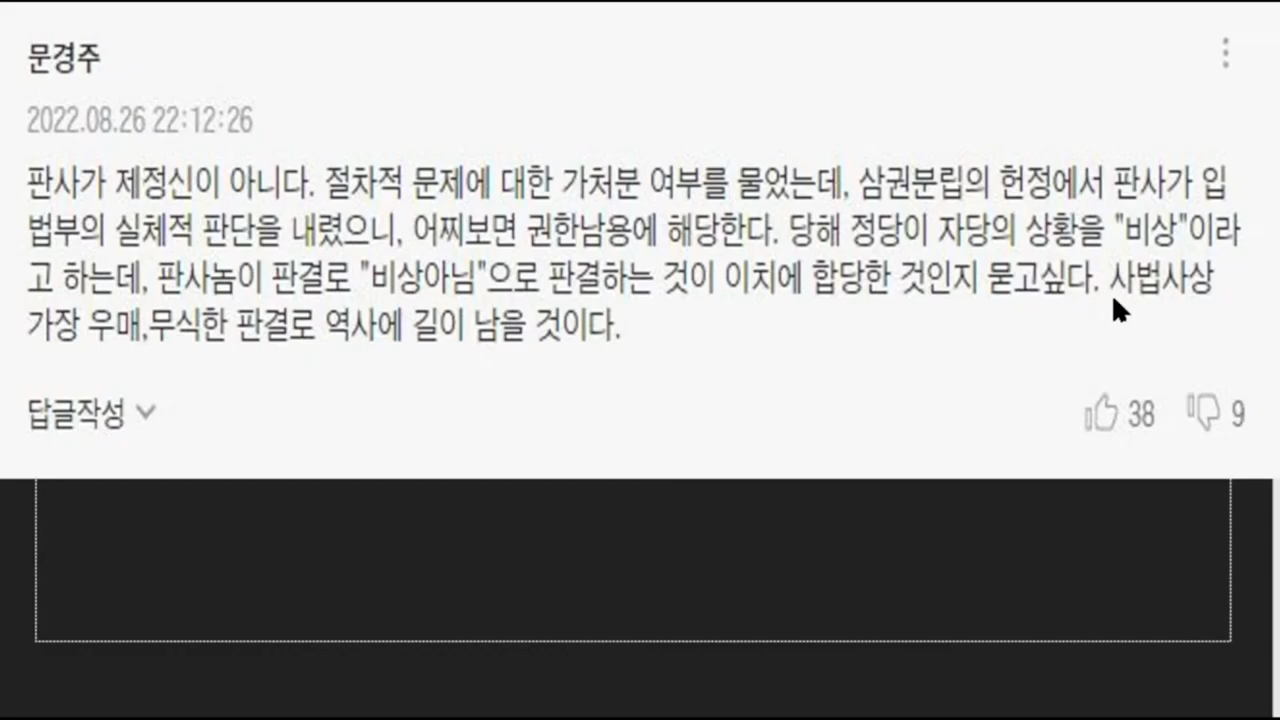 문경주
2022.08.26 22:12:26
판사가 제정신이 아니다. 절차적 문제에 대한 가처분 여부를 물었는데, 삼권분립의 헌정에서 판사가 입
법부의 실체적 판단을 내렸으니, 어찌보면 권한남용에 해당한다. 당해 정당이 자당의 상황을 "비상"이라
고 하는데, 판사놈이 판결로 "비상아님"으로 판결하는 것이 이치에 합당한 것인지 묻고싶다. 사법사상
가장 우매,무식한 판결로 역사에 길이 남을 것이다.
답글작성
38 9